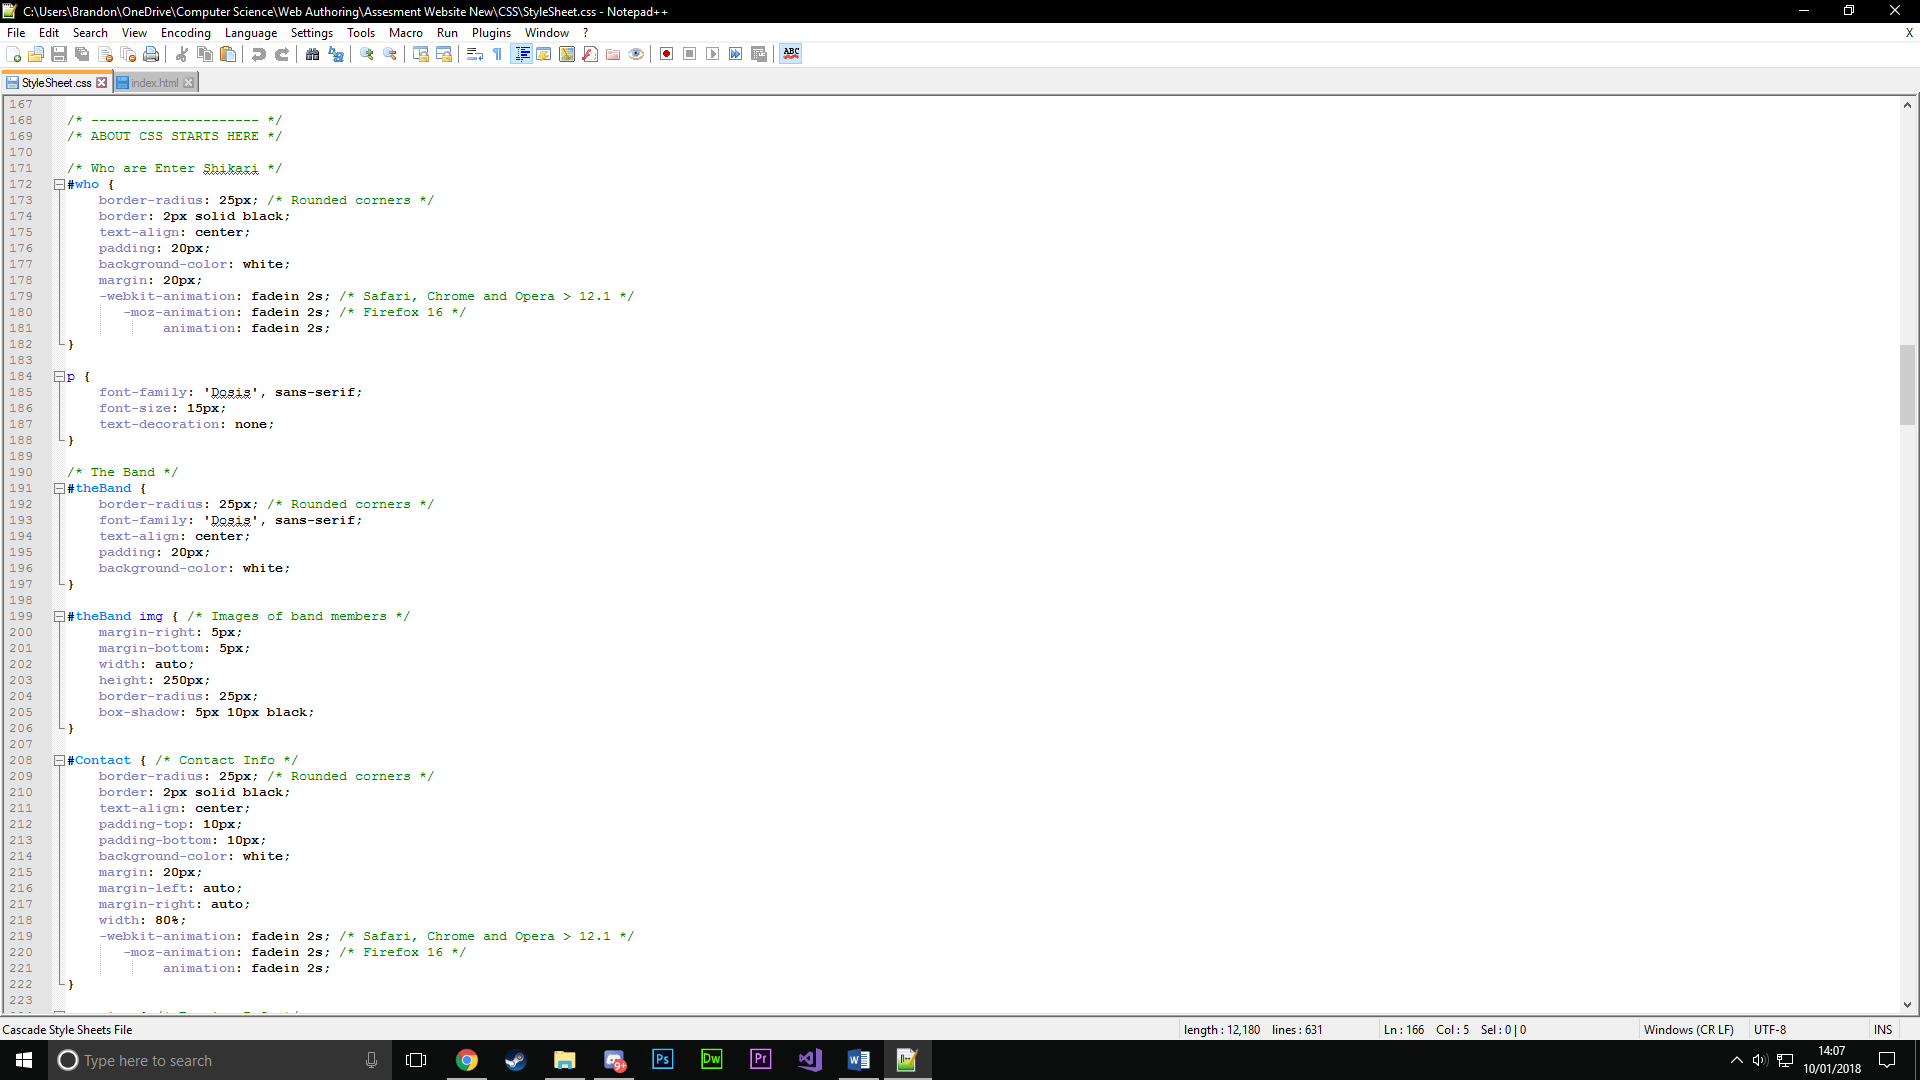 C:\Users\Brandon\OneDrive\Computer Science\Web Authoring\Assesment Website New\CSS\StyleSheet.css - Notepad++
File Edit Search View Encoding Language Settings Tools Macro Run Plugins Window ? X
StyleSheet.css index.html
167
168 /* --------------------- */
169 /* ABOUT CSS STARTS HERE */
170
171 /* Who are Enter Shikari */
172 #who {
173 border-radius: 25px; /* Rounded corners */
174 border: 2px solid black;
175 text-align: center;
176 padding: 20px;
177 background-color: white;
178 margin: 20px;
179 -webkit-animation: fadein 2s; /* Safari, Chrome and Opera > 12.1 */
180 -moz-animation: fadein 2s; /* Firefox 16 */
181 animation: fadein 2s;
182 }
183
184 p {
185 font-family: 'Dosis', sans-serif;
186 font-size: 15px;
187 text-decoration: none;
188 }
189
190 /* The Band */
191 #theBand {
192 border-radius: 25px; /* Rounded corners */
193 font-family: 'Dosis', sans-serif;
194 text-align: center;
195 padding: 20px;
196 background-color: white;
197 }
198
199 #theBand img { /* Images of band members */
200 margin-right: 5px;
201 margin-bottom: 5px;
202 width: auto;
203 height: 250px;
204 border-radius: 25px;
205 box-shadow: 5px 10px black;
206 }
207
208 #Contact { /* Contact Info */
209 border-radius: 25px; /* Rounded corners */
210 border: 2px solid black;
211 text-align: center;
212 padding-top: 10px;
213 padding-bottom: 10px;
214 background-color: white;
215 margin: 20px;
216 margin-left: auto;
217 margin-right: auto;
218 width: 80%;
219 -webkit-animation: fadein 2s; /* Safari, Chrome and Opera > 12.1 */
220 -moz-animation: fadein 2s; /* Firefox 16 */
221 animation: fadein 2s;
222 }
223
Cascade Style Sheets File length : 12,180 lines : 631 Ln : 166 Col : 5 Sel : 0 | 0 Windows (CR LF) UTF-8 INS
Type here to search 9+ Ps Dw Pr 14:07
10/01/2018